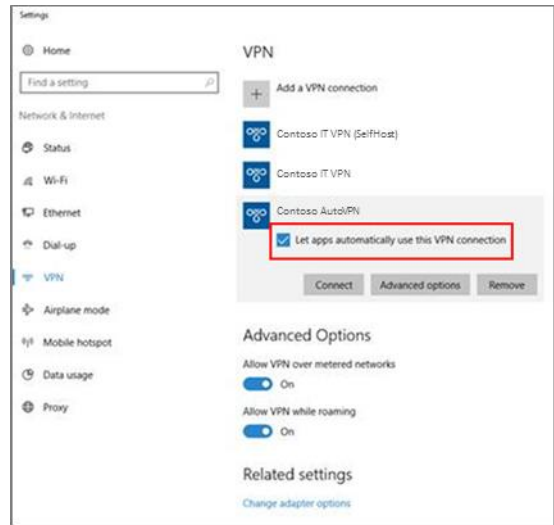 Settings
Home
Find a setting
Network & Internet
Status
Wi-Fi
Ethernet
Dial-up
VPN
Airplane mode
Mobile hotspot
Data usage
Proxy
VPN
Add a VPN connection
Contoso IT VPN (SelfHost)
Contoso IT VPN
Contoso AutoVPN
Let apps automatically use this VPN connection
Connect Advanced options Remove
Advanced Options
Allow VPN over metered networks
On
Allow VPN while roaming
On
Related settings
Change adapter options